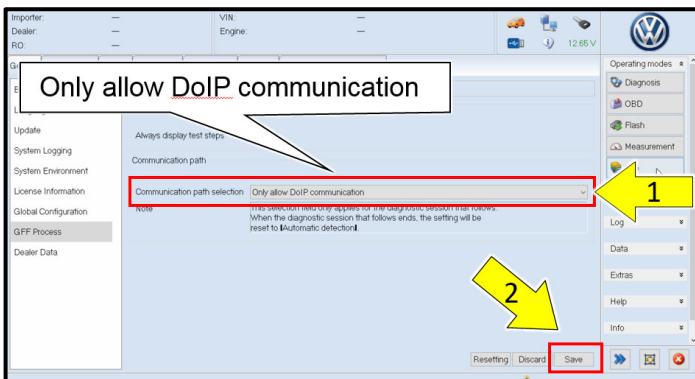 Importer: — VIN: —
Dealer: — Engine: —
RO: —
12.65 V
Only allow DoIP communication
Update
System Logging
System Environment
License Information
Global Configuration
GFF Process
Dealer Data
Always display test steps
Communication path
Communication path selection Only allow DoIP communication
Note This selection field only applies for the diagnostic session that follows.
When the diagnostic session that follows ends, the setting will be
reset to ‖Automatic detection‖.
Resetting Discard Save
Operating modes
Diagnosis
OBD
Flash
Measurement
1
Log
Data
Extras
Help
Info
2